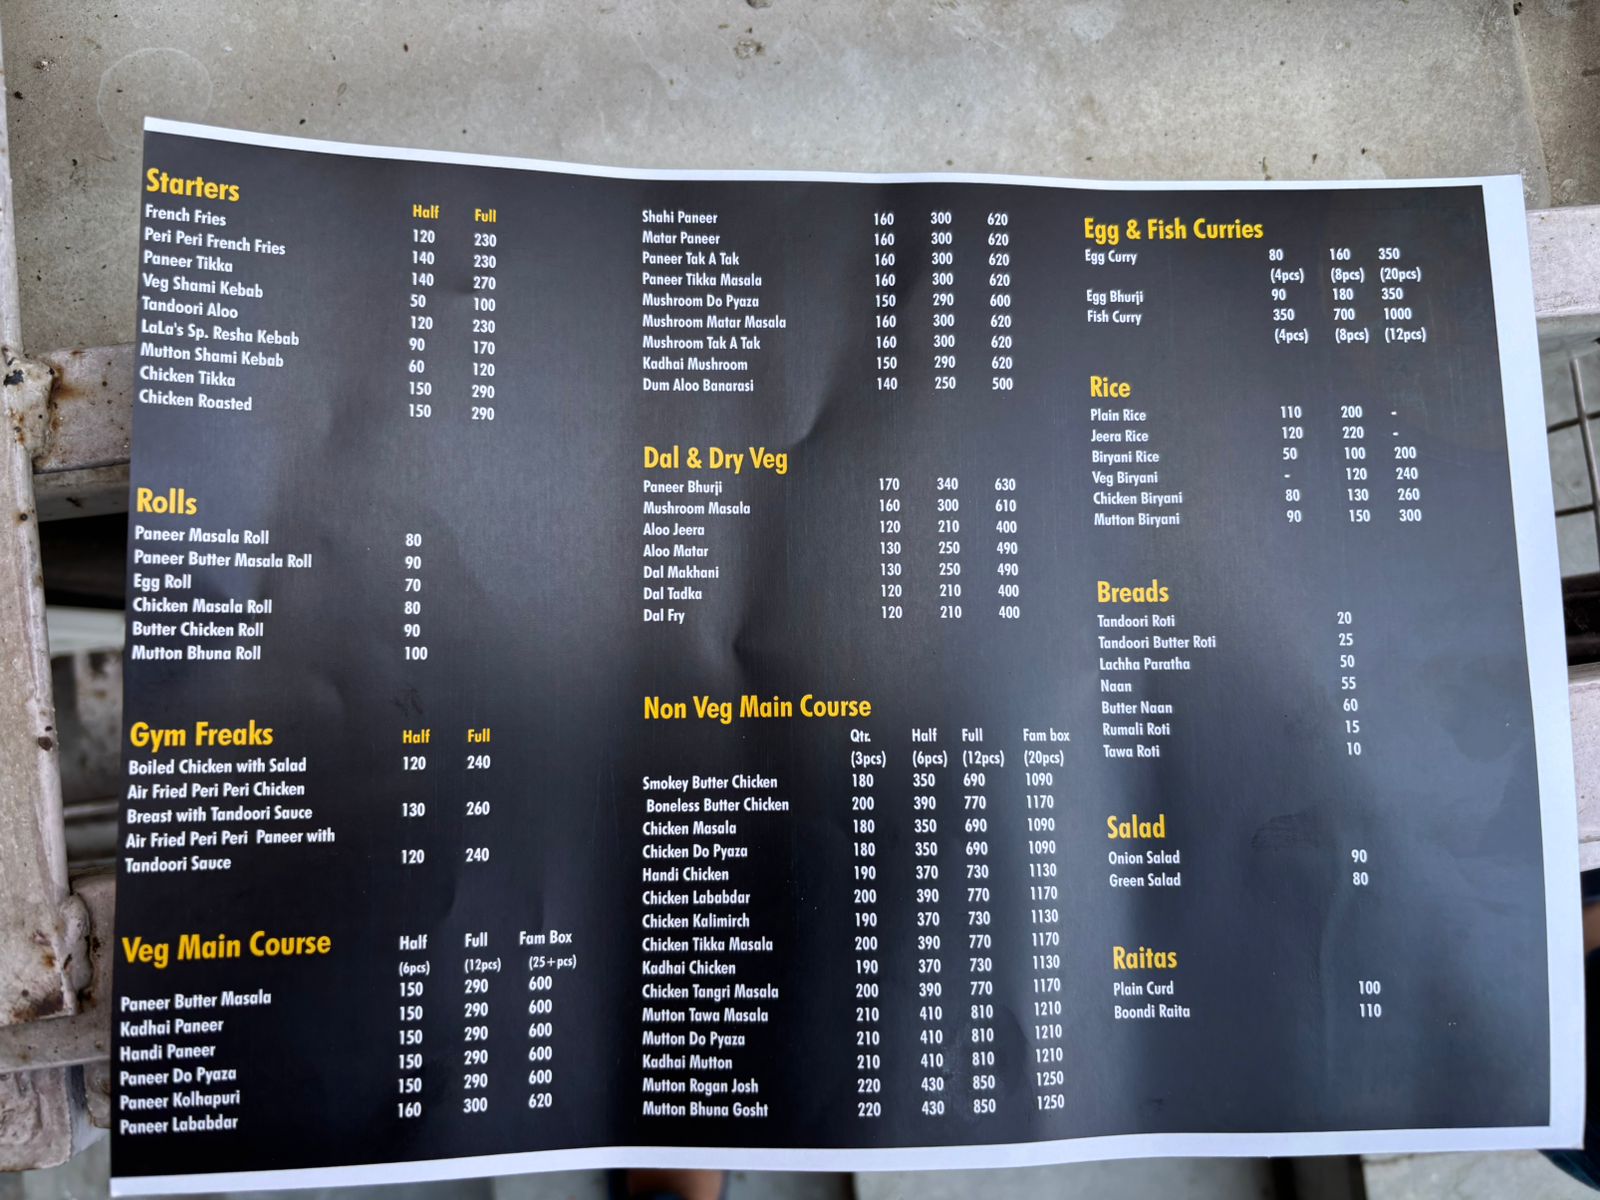 Starters Half Full
French Fries 120 230
Peri Peri French Fries 140 230
Paneer Tikka 140 270
Veg Shami Kebab 50 100
Tandoori Aloo 120 230
LaLa's Sp. Resha Kebab 90 170
Mutton Shami Kebab 60 120
Chicken Tikka 150 290
Chicken Roasted 150 290
Rolls
Paneer Masala Roll 80
Paneer Butter Masala Roll 90
Egg Roll 70
Chicken Masala Roll 80
Butter Chicken Roll 90
Mutton Bhuna Roll 100
Gym Freaks Half Full
Boiled Chicken with Salad 120 240
Air Fried Peri Peri Chicken
Breast with Tandoori Sauce 130 260
Air Fried Peri Peri Paneer with
Tandoori Sauce 120 240
Veg Main Course Half Full Fam Box
(6pcs) (12pcs) (25+pcs)
Paneer Butter Masala 150 290 600
Kadhai Paneer 150 290 600
Handi Paneer 150 290 600
Paneer Do Pyaza 150 290 600
Paneer Kolhapuri 150 290 600
Paneer Lababdar 160 300 620
Shahi Paneer 160 300 620
Matar Paneer 160 300 620
Paneer Tak A Tak 160 300 620
Paneer Tikka Masala 160 300 620
Mushroom Do Pyaza 150 290 600
Mushroom Matar Masala 160 300 620
Mushroom Tak A Tak 160 300 620
Kadhai Mushroom 150 290 620
Dum Aloo Banarasi 140 250 500
Dal & Dry Veg
Paneer Bhurji 170 340 630
Mushroom Masala 160 300 610
Aloo Jeera 120 210 400
Aloo Matar 130 250 490
Dal Makhani 130 250 490
Dal Tadka 120 210 400
Dal Fry 120 210 400
Non Veg Main Course
Qtr. Half Full Fam box
(3pcs) (6pcs) (12pcs) (20pcs)
Smokey Butter Chicken 180 350 690 1090
Boneless Butter Chicken 200 390 770 1170
Chicken Masala 180 350 690 1090
Chicken Do Pyaza 180 350 690 1090
Handi Chicken 190 370 730 1130
Chicken Lababdar 200 390 770 1170
Chicken Kalimirch 190 370 730 1130
Chicken Tikka Masala 200 390 770 1170
Kadhai Chicken 190 370 730 1130
Chicken Tangri Masala 200 390 770 1170
Mutton Tawa Masala 210 410 810 1210
Mutton Do Pyaza 210 410 810 1210
Kadhai Mutton 210 410 810 1210
Mutton Rogan Josh 220 430 850 1250
Mutton Bhuna Gosht 220 430 850 1250
Egg & Fish Curries
Egg Curry 80 160 350
(4pcs) (8pcs) (20pcs)
Egg Bhurji 90 180 350
Fish Curry 350 700 1000
(4pcs) (8pcs) (12pcs)
Rice
Plain Rice 110 200 -
Jeera Rice 120 220 -
Biryani Rice 50 100 200
Veg Biryani - 120 240
Chicken Biryani 80 130 260
Mutton Biryani 90 150 300
Breads
Tandoori Roti 20
Tandoori Butter Roti 25
Lachha Paratha 50
Naan 55
Butter Naan 60
Rumali Roti 15
Tawa Roti 10
Salad
Onion Salad 90
Green Salad 80
Raitas
Plain Curd 100
Boondi Raita 110